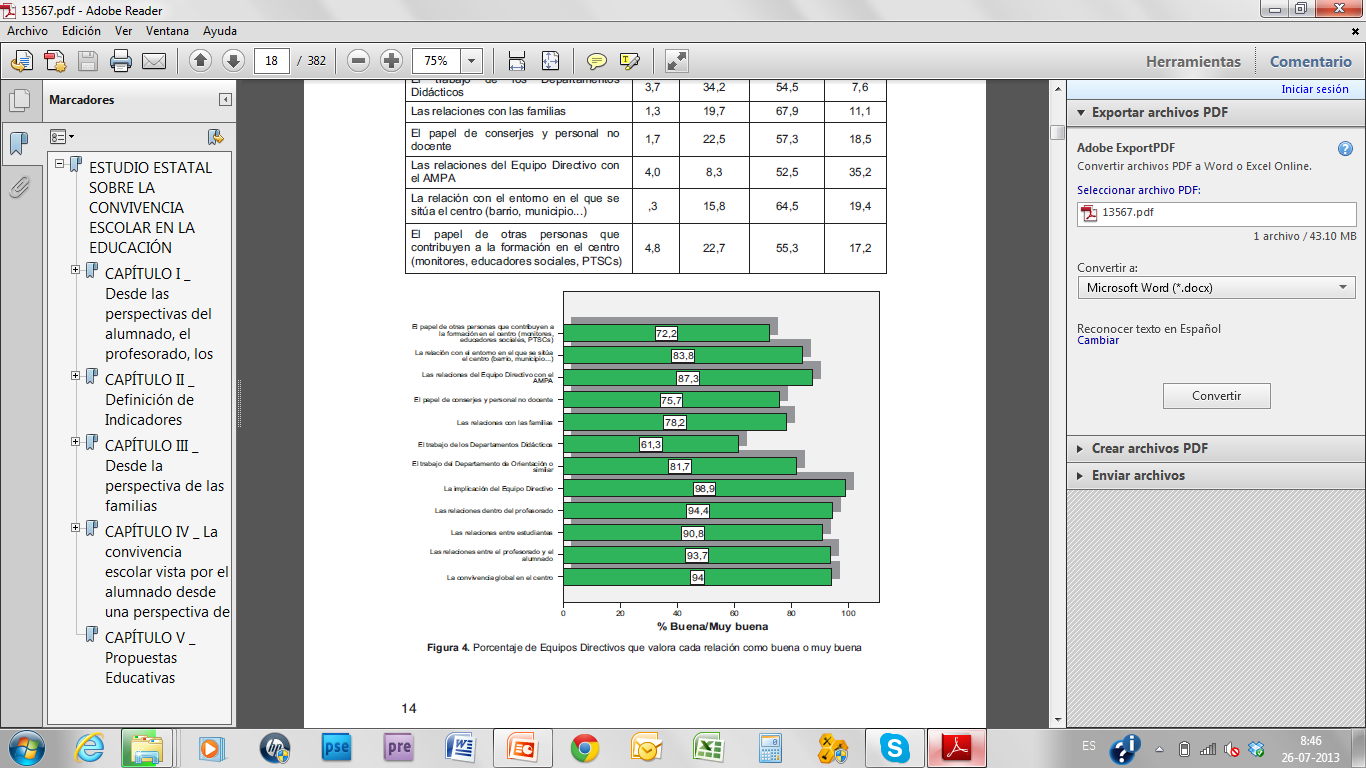 13567.pdf - Adobe Reader
Archivo Edición Ver Ventana Ayuda
18 / 382 75% Herramientas Comentario
Marcadores
ESTUDIO ESTATAL
SOBRE LA
CONVIVENCIA
ESCOLAR EN LA
EDUCACIÓN
CAPÍTULO I _
Desde las
perspectivas del
alumnado, el
profesorado, los
CAPÍTULO II _
Definición de
Indicadores
CAPÍTULO III _
Desde la
perspectiva de las
familias
CAPÍTULO IV _ La
convivencia
escolar vista por el
alumnado desde
una perspectiva de
CAPÍTULO V _
Propuestas
Educativas
El trabajo de los Departamentos
Didácticos 3,7 34,2 54,5 7,6
Las relaciones con las familias 1,3 19,7 67,9 11,1
El papel de conserjes y personal no
docente 1,7 22,5 57,3 18,5
Las relaciones del Equipo Directivo con
el AMPA 4,0 8,3 52,5 35,2
La relación con el entorno en el que se
sitúa el centro (barrio, municipio...) ,3 15,8 64,5 19,4
El papel de otras personas que
contribuyen a la formación en el centro
(monitores, educadores sociales, PTSCs) 4,8 22,7 55,3 17,2
El papel de otras personas que contribuyen a
la formación en el centro (monitores,
educadores sociales, PTSCs) 72,2
La relación con el entorno en el que se sitúa
el centro (barrio, municipio...) 83,8
Las relaciones del Equipo Directivo con el
AMPA 87,3
El papel de conserjes y personal no docente 75,7
Las relaciones con las familias 78,2
El trabajo de los Departamentos Didácticos 61,3
El trabajo del Departamento de Orientación o
similar 81,7
La implicación del Equipo Directivo 98,9
Las relaciones dentro del profesorado 94,4
Las relaciones entre estudiantes 90,8
Las relaciones entre el profesorado y el
alumnado 93,7
La convivencia global en el centro 94
0 20 40 60 80 100
% Buena/Muy buena
Figura 4. Porcentaje de Equipos Directivos que valora cada relación como buena o muy buena
14
Iniciar sesión
Exportar archivos PDF
Adobe ExportPDF
Convertir archivos PDF a Word o Excel Online.
Seleccionar archivo PDF:
13567.pdf
1 archivo / 43.10 MB
Convertir a:
Microsoft Word (*.docx)
Reconocer texto en Español
Cambiar
Convertir
Crear archivos PDF
Enviar archivos
pse pre ES 8:46
26-07-2013